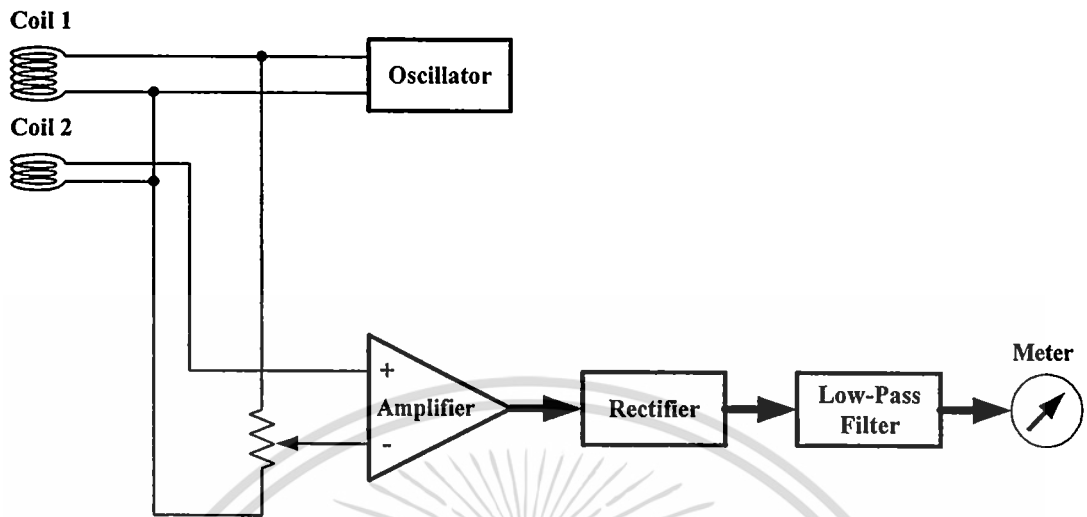 Coil 1
Oscillator
Coil 2
+
Amplifier
-
Rectifier
Low-Pass
Filter
Meter